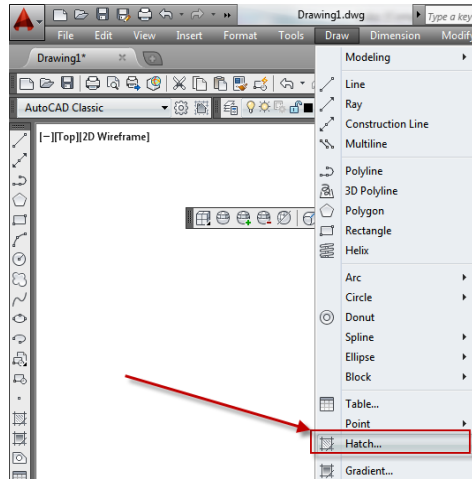 Drawing1.dwg
Type a key
File Edit View Insert Format Tools Draw Dimension Modify
Drawing1*
AutoCAD Classic
[−][Top][2D Wireframe]
Modeling
Line
Ray
Construction Line
Multiline
Polyline
3D Polyline
Polygon
Rectangle
Helix
Arc
Circle
Donut
Spline
Ellipse
Block
Table...
Point
Hatch...
Gradient...